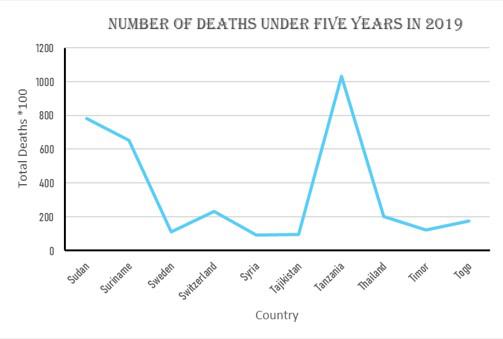 NUMBER OF DEATHS UNDER FIVE YEARS IN 2019
1200
1000
800
600
400
200
0
Total Deaths *100
Sudan
Suriname
Sweden
Switzerland
Syria
Tajikistan
Tanzania
Thailand
Timor
Togo
Country